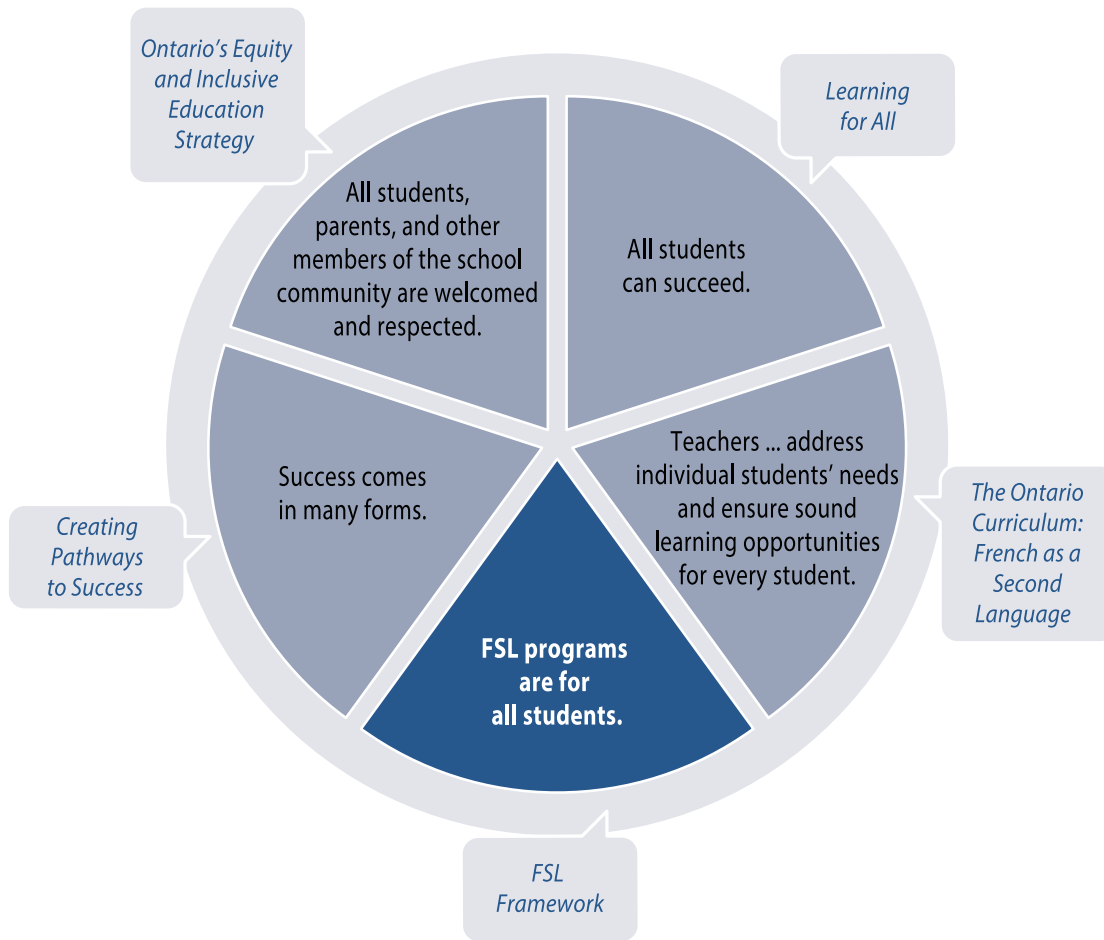 Ontario’s Equity
and Inclusive
Education
Strategy
Learning
for All
All students,
parents, and other
members of the school
community are welcomed
and respected.
All students
can succeed.
Success comes
in many forms.
Teachers ... address
individual students’ needs
and ensure sound
learning opportunities
for every student.
Creating
Pathways
to Success
The Ontario
Curriculum:
French as a
Second
Language
FSL programs
are for
all students.
FSL
Framework